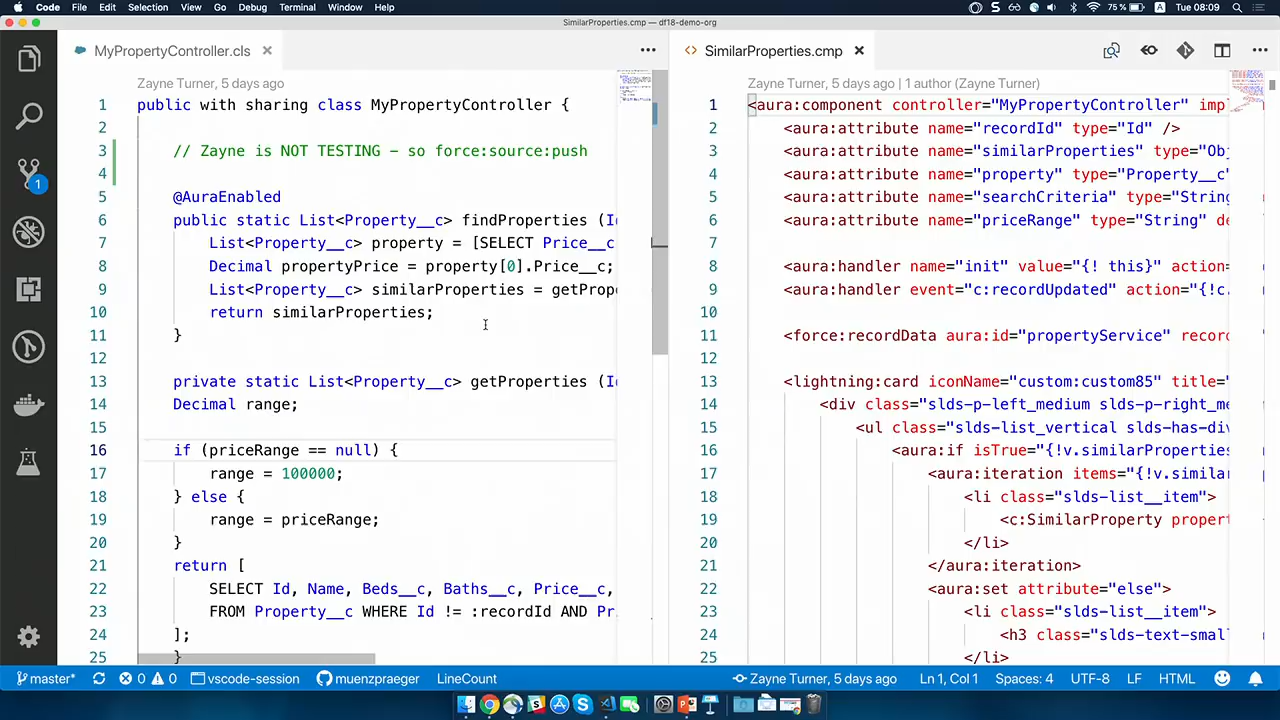 Code File Edit Selection View Go Debug Terminal Window Help 75 % A Tue 08:09
SimilarProperties.cmp — df18-demo-org
MyPropertyController.cls
SimilarProperties.cmp
Zayne Turner, 5 days ago
1 public with sharing class MyPropertyController {
2
3 // Zayne is NOT TESTING – so force:source:push
4
5 @AuraEnabled
6 public static List<Property__c> findProperties (Id
7 List<Property__c> property = [SELECT Price__c
8 Decimal propertyPrice = property[0].Price__c;
9 List<Property__c> similarProperties = getPrope
10 return similarProperties;
11 }
12
13 private static List<Property__c> getProperties (Id
14 Decimal range;
15
16 if (priceRange == null) {
17 range = 100000;
18 } else {
19 range = priceRange;
20 }
21 return [
22 SELECT Id, Name, Beds__c, Baths__c, Price__c,
23 FROM Property__c WHERE Id != :recordId AND Pri
24 ];
25 }
Zayne Turner, 5 days ago | 1 author (Zayne Turner)
1 <aura:component controller="MyPropertyController" impl
2 <aura:attribute name="recordId" type="Id" />
3 <aura:attribute name="similarProperties" type="Obj
4 <aura:attribute name="property" type="Property__c"
5 <aura:attribute name="searchCriteria" type="String
6 <aura:attribute name="priceRange" type="String" de
7
8 <aura:handler name="init" value="{! this}" action=
9 <aura:handler event="c:recordUpdated" action="{!c.
10
11 <force:recordData aura:id="propertyService" recor
12
13 <lightning:card iconName="custom:custom85" title="
14 <div class="slds-p-left_medium slds-p-right_me
15 <ul class="slds-list_vertical slds-has-div
16 <aura:if isTrue="{!v.similarProperties
17 <aura:iteration items="{!v.similar
18 <li class="slds-list__item">
19 <c:SimilarProperty propert
20 </li>
21 </aura:iteration>
22 <aura:set attribute="else">
23 <li class="slds-list__item">
24 <h3 class="slds-text-small
25 </li>
1
master* 0 0 vscode-session muenzpraeger LineCount Zayne Turner, 5 days ago Ln 1, Col 1 Spaces: 4 UTF-8 LF HTML